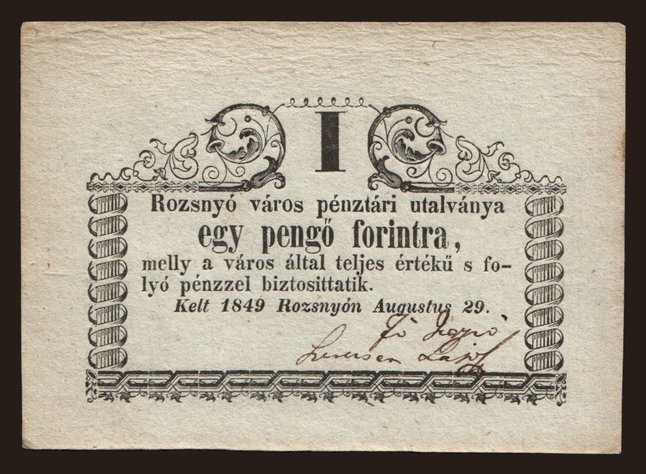 I
Rozsnyó város pénztári utalványa
egy pengő forintra,
melly a város által teljes értékű s fo-
lyó pénzzel biztosittatik.
Kelt 1849 Rozsnyón Augustus 29.
Lajos